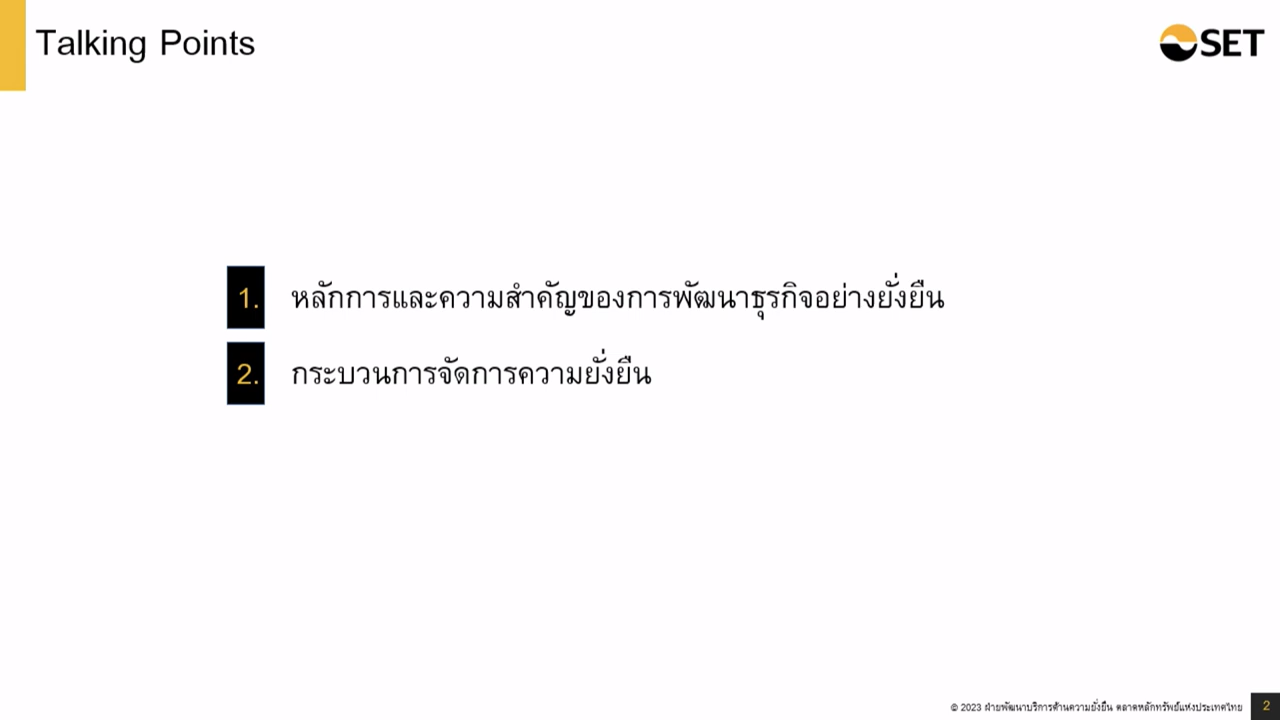 Talking Points
SET
1. หลักการและความสำคัญของการพัฒนาธุรกิจอย่างยั่งยืน
2. กระบวนการจัดการความยั่งยืน
© 2023 ฝ่ายพัฒนาบริการด้านความยั่งยืน ตลาดหลักทรัพย์แห่งประเทศไทย 2